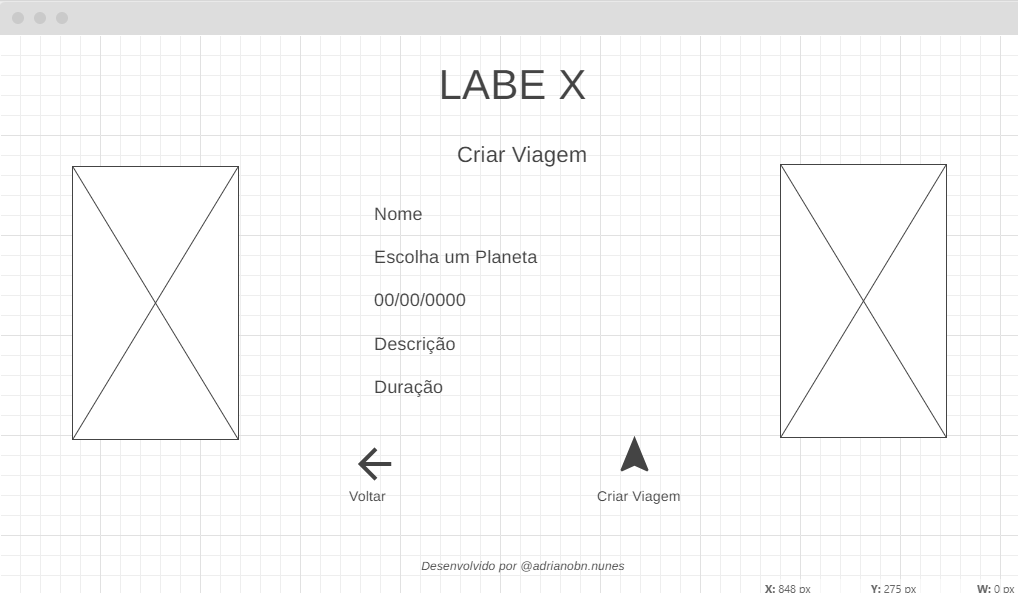 LABE X
Criar Viagem
Nome
Escolha um Planeta
00/00/0000
Descrição
Duração
Voltar
Criar Viagem
Desenvolvido por @adrianobn.nunes
X: 848 px Y: 275 px W: 0 px